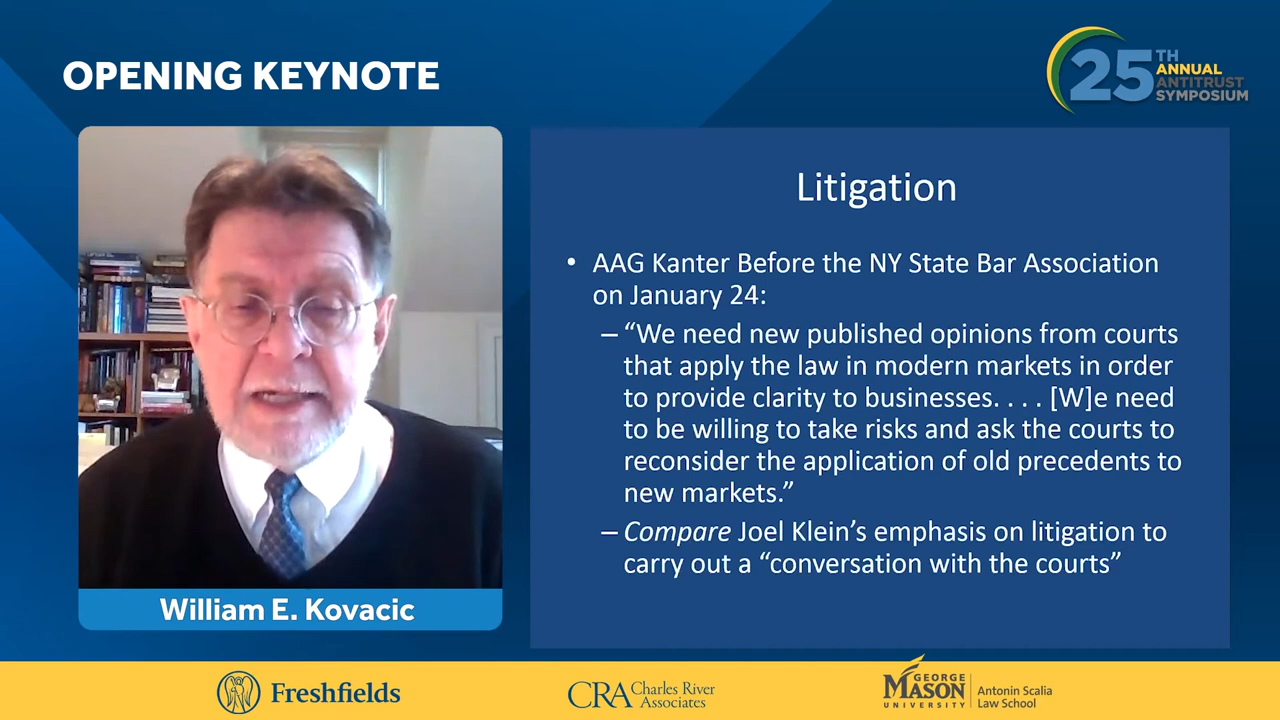 OPENING KEYNOTE
25TH
ANNUAL
ANTITRUST
SYMPOSIUM
Litigation
• AAG Kanter Before the NY State Bar Association
on January 24:
– “We need new published opinions from courts
that apply the law in modern markets in order
to provide clarity to businesses. . . . [W]e need
to be willing to take risks and ask the courts to
reconsider the application of old precedents to
new markets.”
– Compare Joel Klein’s emphasis on litigation to
carry out a “conversation with the courts”
William E. Kovacic
Freshfields
CRA Charles River
Associates
GEORGE
MASON
UNIVERSITY
Antonin Scalia
Law School